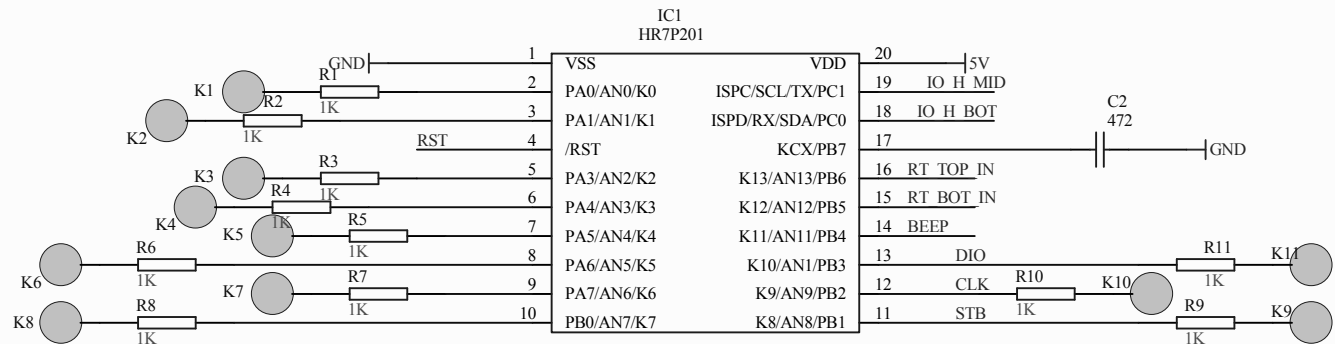 IC1
HR7P201
GND
1
VSS
VDD
20
5V
K1
R1
1K
2
PA0/AN0/K0
ISPC/SCL/TX/PC1
19
IO_H_MID
K2
R2
1K
3
PA1/AN1/K1
ISPD/RX/SDA/PC0
18
IO_H_BOT
C2
472
RST
4
/RST
KCX/PB7
17
GND
K3
R3
1K
5
PA3/AN2/K2
K13/AN13/PB6
16
RT_TOP_IN
K4
R4
1K
6
PA4/AN3/K3
K12/AN12/PB5
15
RT_BOT_IN
K5
R5
1K
7
PA5/AN4/K4
K11/AN11/PB4
14
BEEP
K6
R6
1K
8
PA6/AN5/K5
K10/AN1/PB3
13
DIO
R11
1K
K11
K7
R7
1K
9
PA7/AN6/K6
K9/AN9/PB2
12
CLK
R10
1K
K10
K8
R8
1K
10
PB0/AN7/K7
K8/AN8/PB1
11
STB
R9
1K
K9